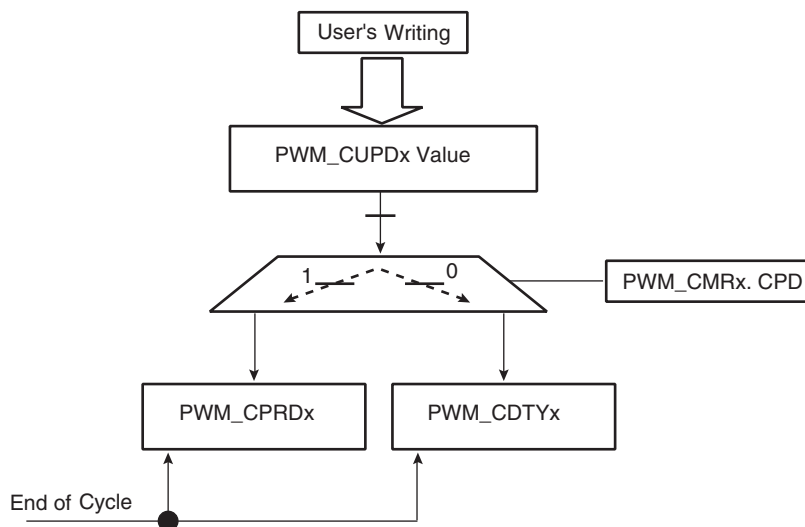 User's Writing
PWM_CUPDx Value
1
0
PWM_CMRx. CPD
PWM_CPRDx
PWM_CDTYx
End of Cycle